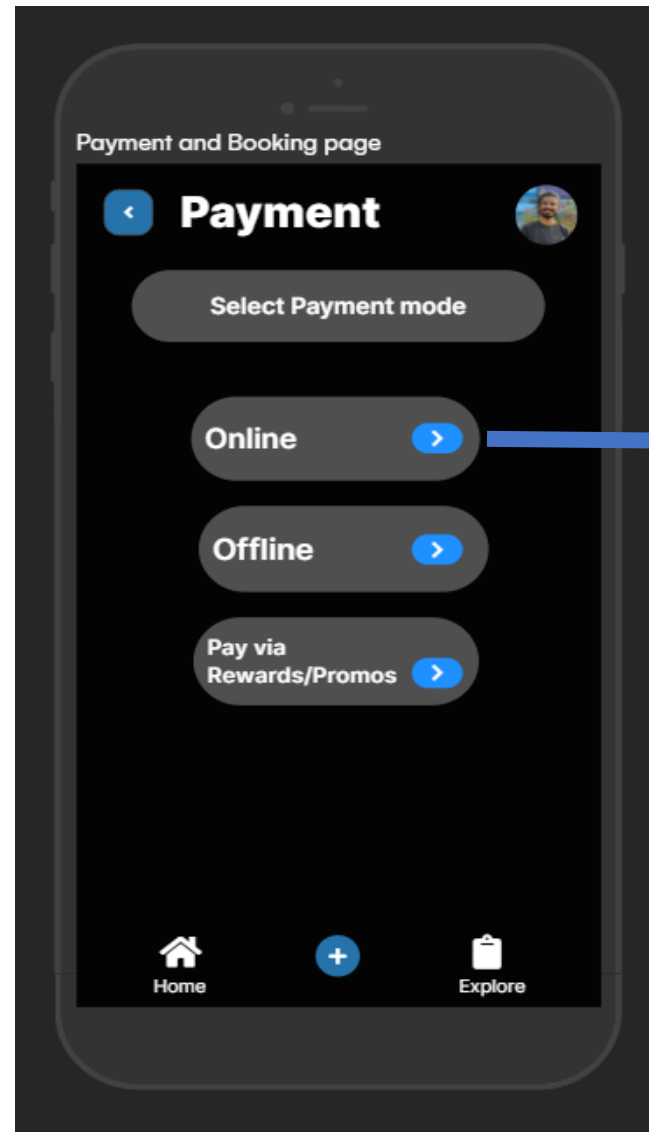 Payment and Booking page
Payment
Select Payment mode
Online
Offline
Pay via
Rewards/Promos
Home
Explore